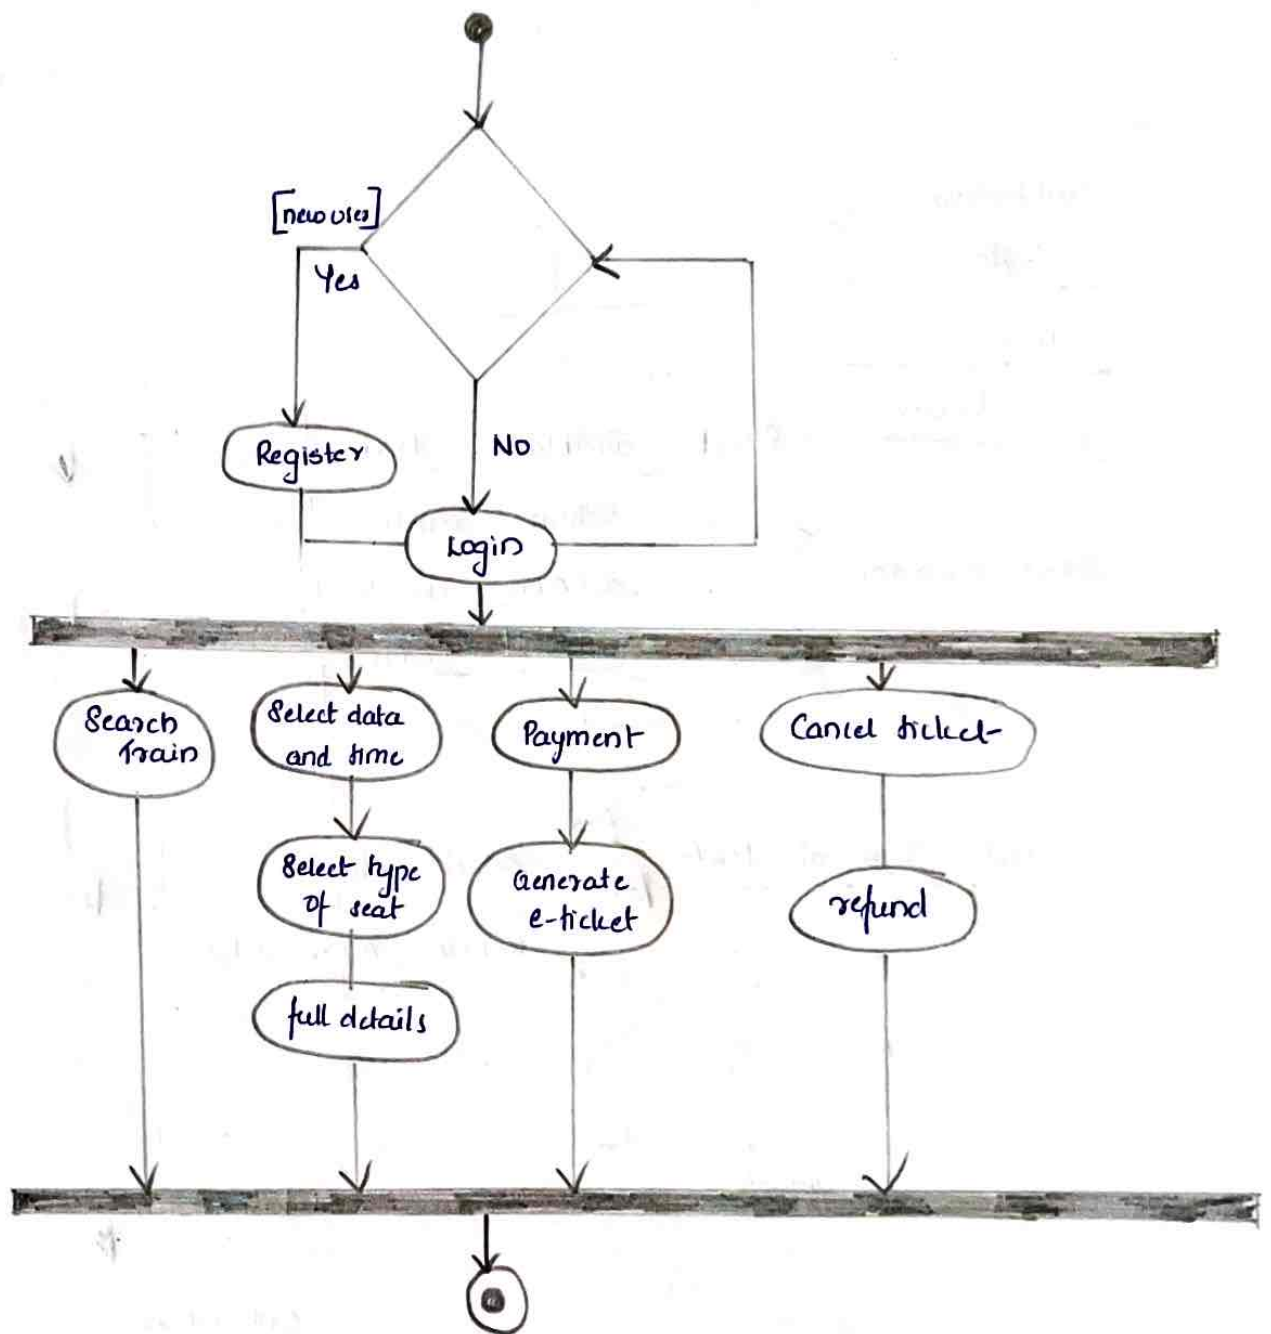 [new user]
Yes
Register
No
Login
Search
Train
Select data
and time
Payment
Cancel ticket
Select type
of seat
Generate
e-ticket
refund
full details